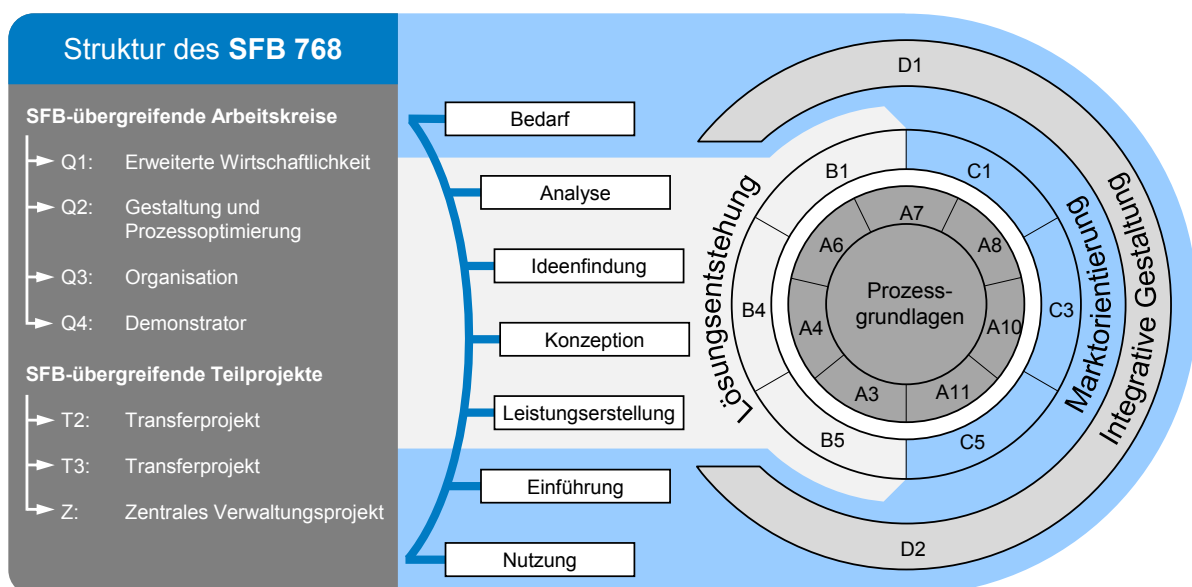 Struktur des SFB 768
SFB-übergreifende Arbeitskreise
Q1: Erweiterte Wirtschaftlichkeit
Q2: Gestaltung und
Prozessoptimierung
Q3: Organisation
Q4: Demonstrator
SFB-übergreifende Teilprojekte
T2: Transferprojekt
T3: Transferprojekt
Z: Zentrales Verwaltungsprojekt
Bedarf
Analyse
Ideenfindung
Konzeption
Leistungserstellung
Einführung
Nutzung
Lösungsentstehung
B1
B4
B5
A7
A6
A8
A4
A10
A3
A11
Prozess-
grundlagen
C1
C3
C5
Marktorientierung
D1
Integrative Gestaltung
D2